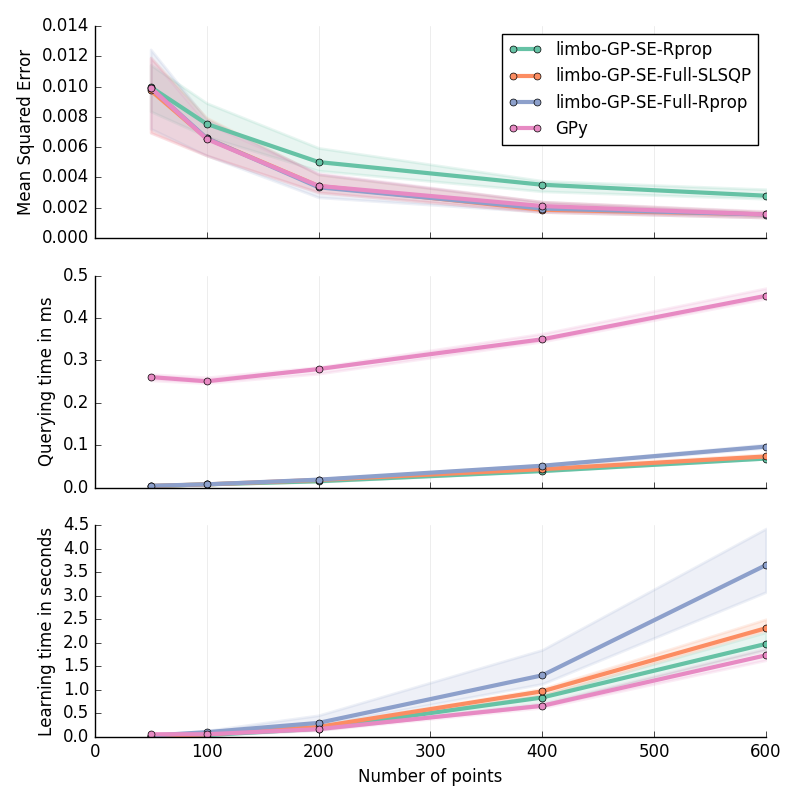 0.014
0.012
0.010
0.008
0.006
0.004
0.002
0.000
Mean Squared Error
limbo-GP-SE-Rprop
limbo-GP-SE-Full-SLSQP
limbo-GP-SE-Full-Rprop
GPy
0.5
0.4
0.3
0.2
0.1
0.0
Querying time in ms
4.5
4.0
3.5
3.0
2.5
2.0
1.5
1.0
0.5
0.0
Learning time in seconds
0 100 200 300 400 500 600
Number of points